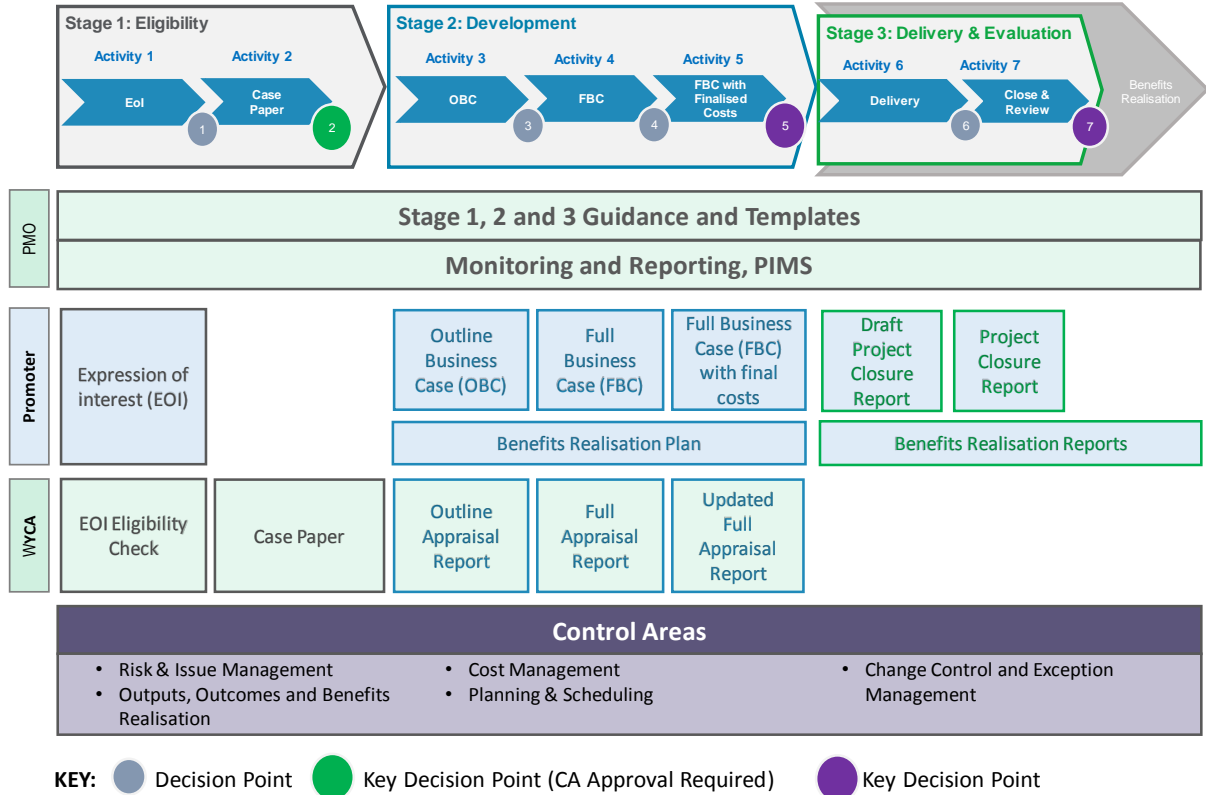 Stage 1: Eligibility
Activity 1
Activity 2
EoI
Case
Paper
1
2
Stage 2: Development
Activity 3
Activity 4
Activity 5
OBC
FBC
FBC with
Finalised
Costs
3
4
5
Stage 3: Delivery & Evaluation
Activity 6
Activity 7
Delivery
Close &
Review
6
7
Benefits
Realisation
PMO
Stage 1, 2 and 3 Guidance and Templates
Monitoring and Reporting, PIMS
Promoter
Expression of
interest (EOI)
Outline
Business
Case (OBC)
Full
Business
Case (FBC)
Full Business
Case (FBC)
with final
costs
Draft
Project
Closure
Report
Project
Closure
Report
Benefits Realisation Plan
Benefits Realisation Reports
WYCA
EOI Eligibility
Check
Case Paper
Outline
Appraisal
Report
Full
Appraisal
Report
Updated
Full
Appraisal
Report
Control Areas
• Risk & Issue Management
• Outputs, Outcomes and Benefits
Realisation
• Cost Management
• Planning & Scheduling
• Change Control and Exception
Management
KEY: Decision Point Key Decision Point (CA Approval Required) Key Decision Point